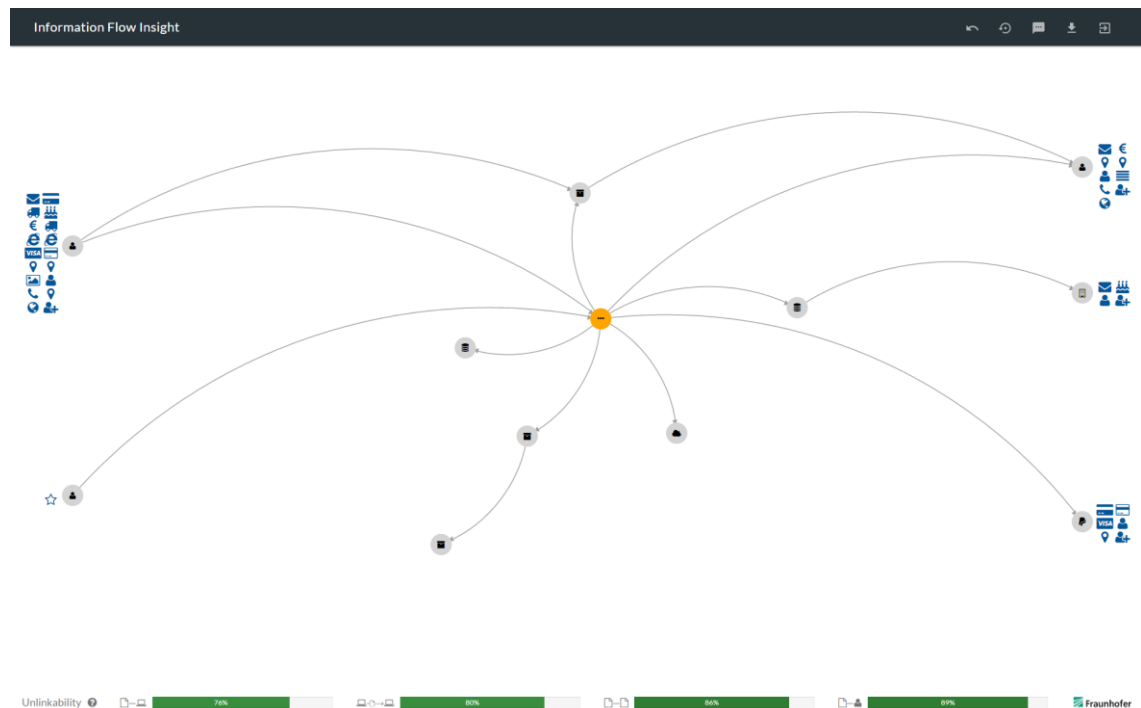 Information Flow Insight
VISA
VISA
Unlinkability
76%
80%
86%
89%
Fraunhofer